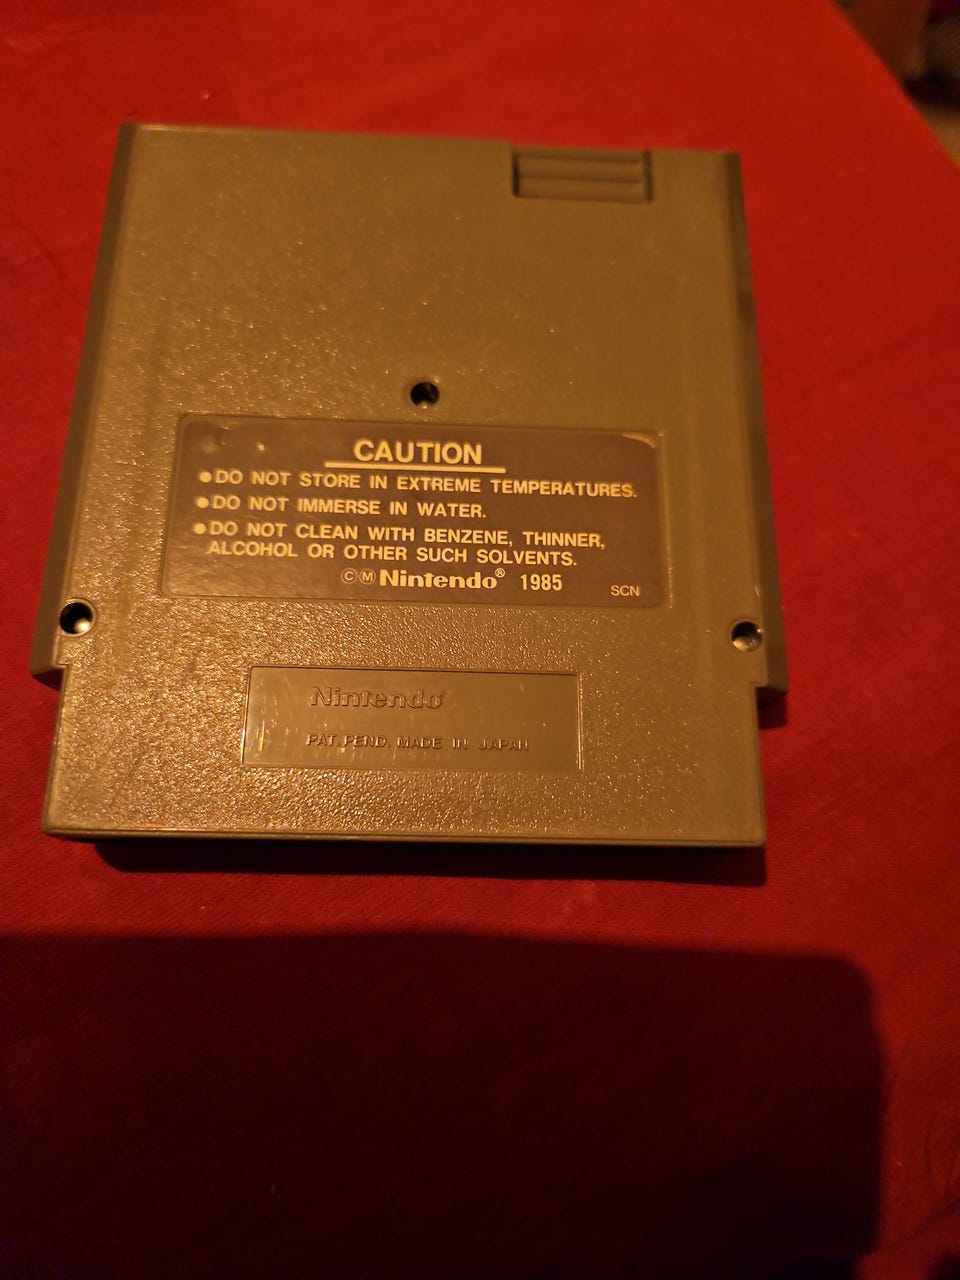 CAUTION
●DO NOT STORE IN EXTREME TEMPERATURES.
●DO NOT IMMERSE IN WATER.
●DO NOT CLEAN WITH BENZENE, THINNER,
ALCOHOL OR OTHER SUCH SOLVENTS.
ⒸⓂNintendo® 1985 SCN
Nintendo®
PAT.PEND. MADE IN JAPAN